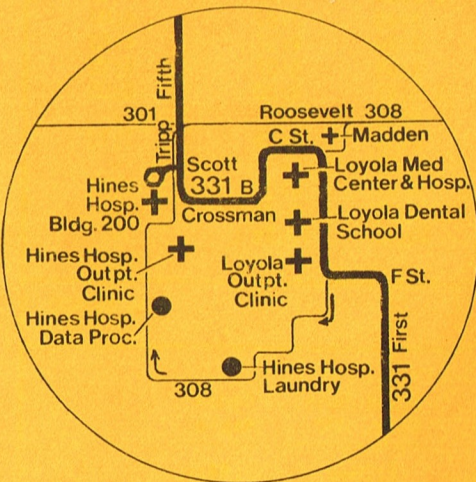 Fifth
301
Roosevelt 308
Tripp
C St.
Madden
Scott
331 B
Crossman
Loyola Med
Center & Hosp.
Hines
Hosp.
Bldg. 200
Loyola Dental
School
Hines Hosp.
Outpt.
Clinic
Loyola
Outpt.
Clinic
F St.
Hines Hosp.
Data Proc.
331 First
308
Hines Hosp.
Laundry